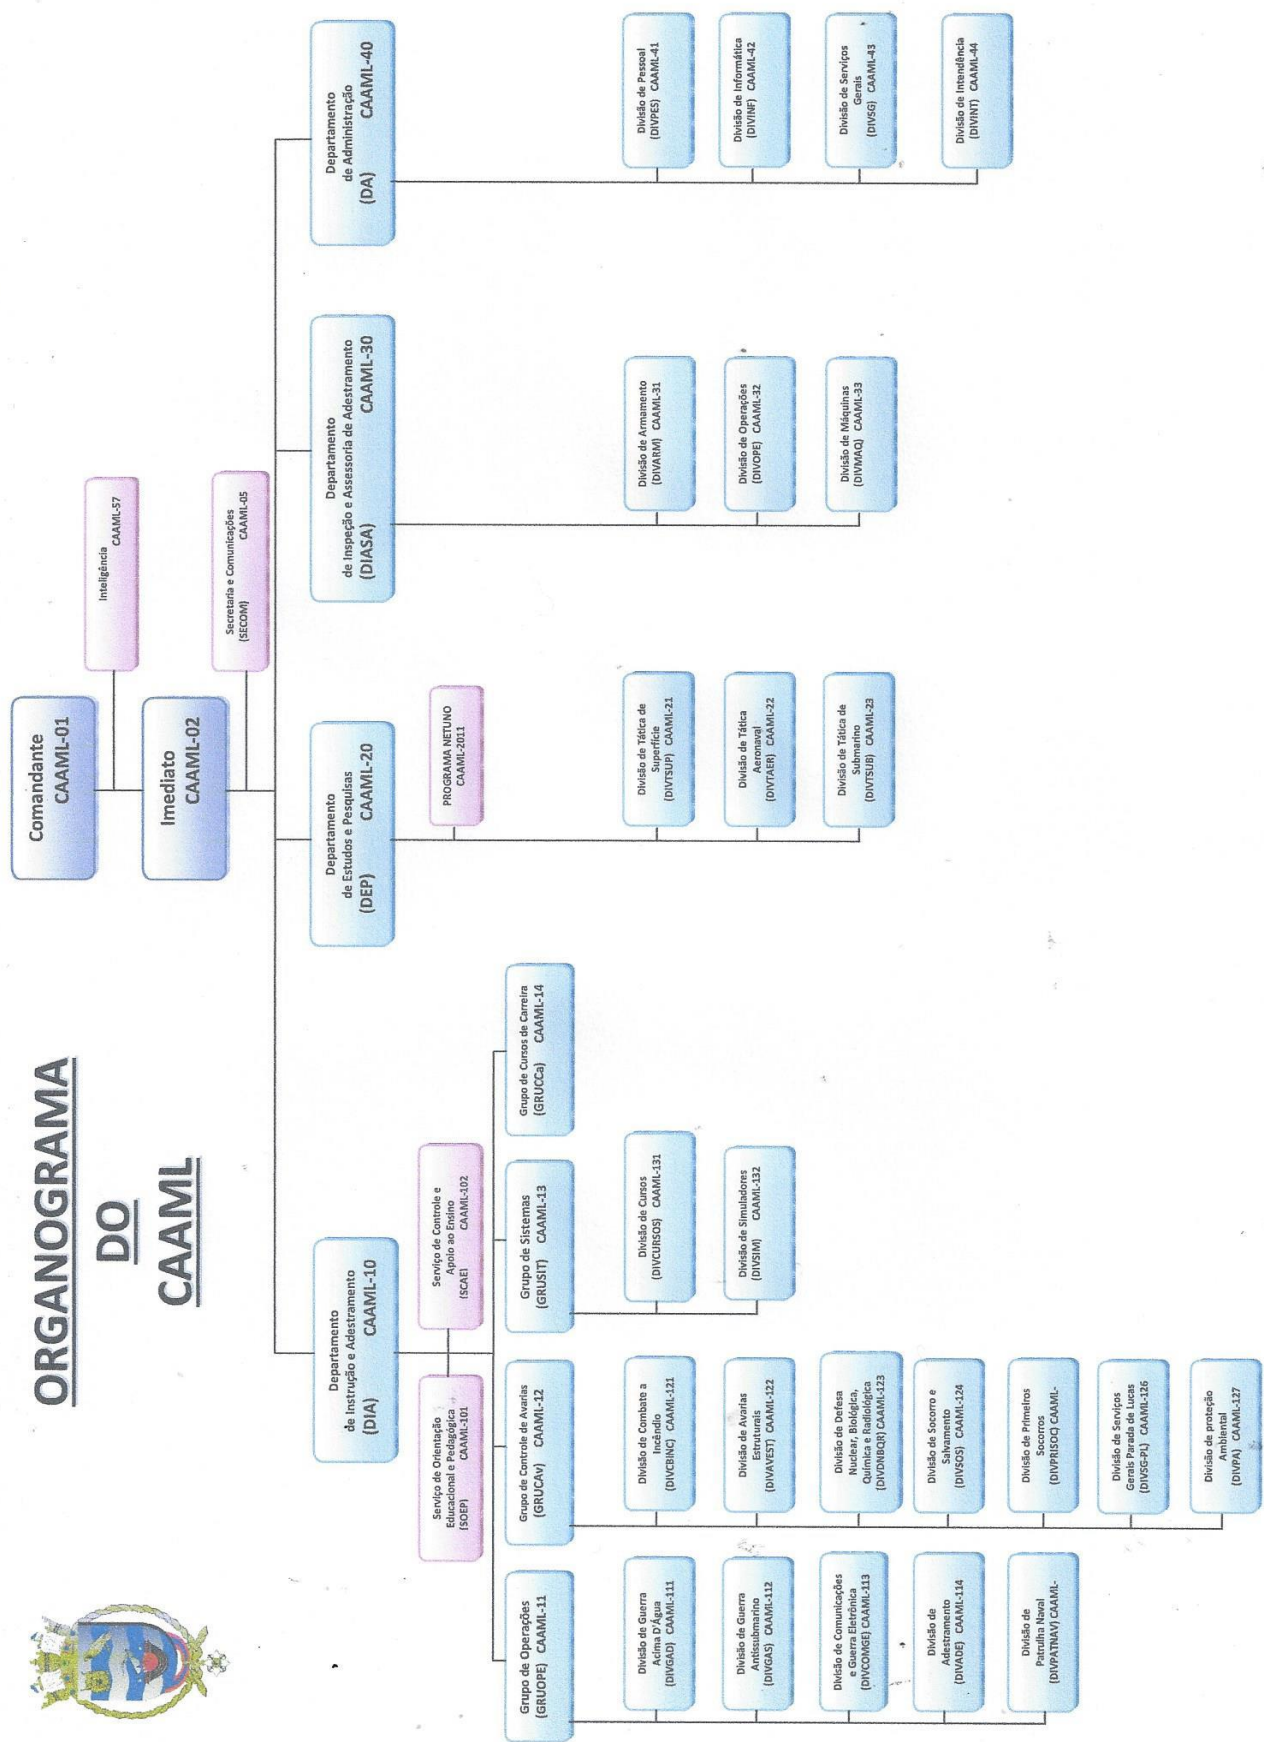 ORGANOGRAMA
DO
CAAML
Comandante
CAAML-01
Inteligência
CAAML-57
Imediato
CAAML-02
Secretaria e Comunicações
(SECOM) CAAML-05
Departamento
de Instrução e Adestramento
(DIA) CAAML-10
Departamento
de Estudos e Pesquisas
(DEP) CAAML-20
Departamento
de Inspeção e Assessoria de Adestramento
(DIASA) CAAML-30
Departamento
de Administração
(DA) CAAML-40
Serviço de Orientação
Educacional e Pedagógica
(SOEP) CAAML-101
Serviço de Controle e
Apoio ao Ensino
(SCAE) CAAML-102
PROGRAMA NETUNO
CAAML-2011
Grupo de Operações
(GRUOPE) CAAML-11
Grupo de Controle de Avarias
(GRUCAv) CAAML-12
Grupo de Sistemas
(GRUSIT) CAAML-13
Grupo de Cursos de Carreira
(GRUCCa) CAAML-14
Divisão de Guerra
Acima D'Água
(DIVGAD) CAAML-111
Divisão de Guerra
Antissubmarino
(DIVGAS) CAAML-112
Divisão de Comunicações
e Guerra Eletrônica
(DIVCOMGE) CAAML-113
Divisão de
Adestramento
(DIVADE) CAAML-114
Divisão de
Patrulha Naval
(DIVPATNAV) CAAML-
Divisão de Combate a
Incêndio
(DIVCBINC) CAAML-121
Divisão de Avarias
Estruturais
(DIVAVEST) CAAML-122
Divisão de Defesa
Nuclear, Biológica,
Química e Radiológica
(DIVDNBQR) CAAML-123
Divisão de Socorro e
Salvamento
(DIVSOS) CAAML-124
Divisão de Primeiros
Socorros
(DIVPRISOC) CAAML-
Divisão de Serviços
Gerais Parada de Lucas
(DIVSG-PL) CAAML-126
Divisão de proteção
Ambiental
(DIVPA) CAAML-127
Divisão de Cursos
(DIVCURSOS) CAAML-131
Divisão de Simuladores
(DIVSIM) CAAML-132
Divisão de Tática de
Superfície
(DIVTSUP) CAAML-21
Divisão de Tática
Aeronaval
(DIVTAER) CAAML-22
Divisão de Tática de
Submarino
(DIVTSUB) CAAML-23
Divisão de Armamento
(DIVARM) CAAML-31
Divisão de Operações
(DIVOPE) CAAML-32
Divisão de Máquinas
(DIVMAQ) CAAML-33
Divisão de Pessoal
(DIVPES) CAAML-41
Divisão de Informática
(DIVINF) CAAML-42
Divisão de Serviços
Gerais
(DIVSG) CAAML-43
Divisão de Intendência
(DIVINT) CAAML-44